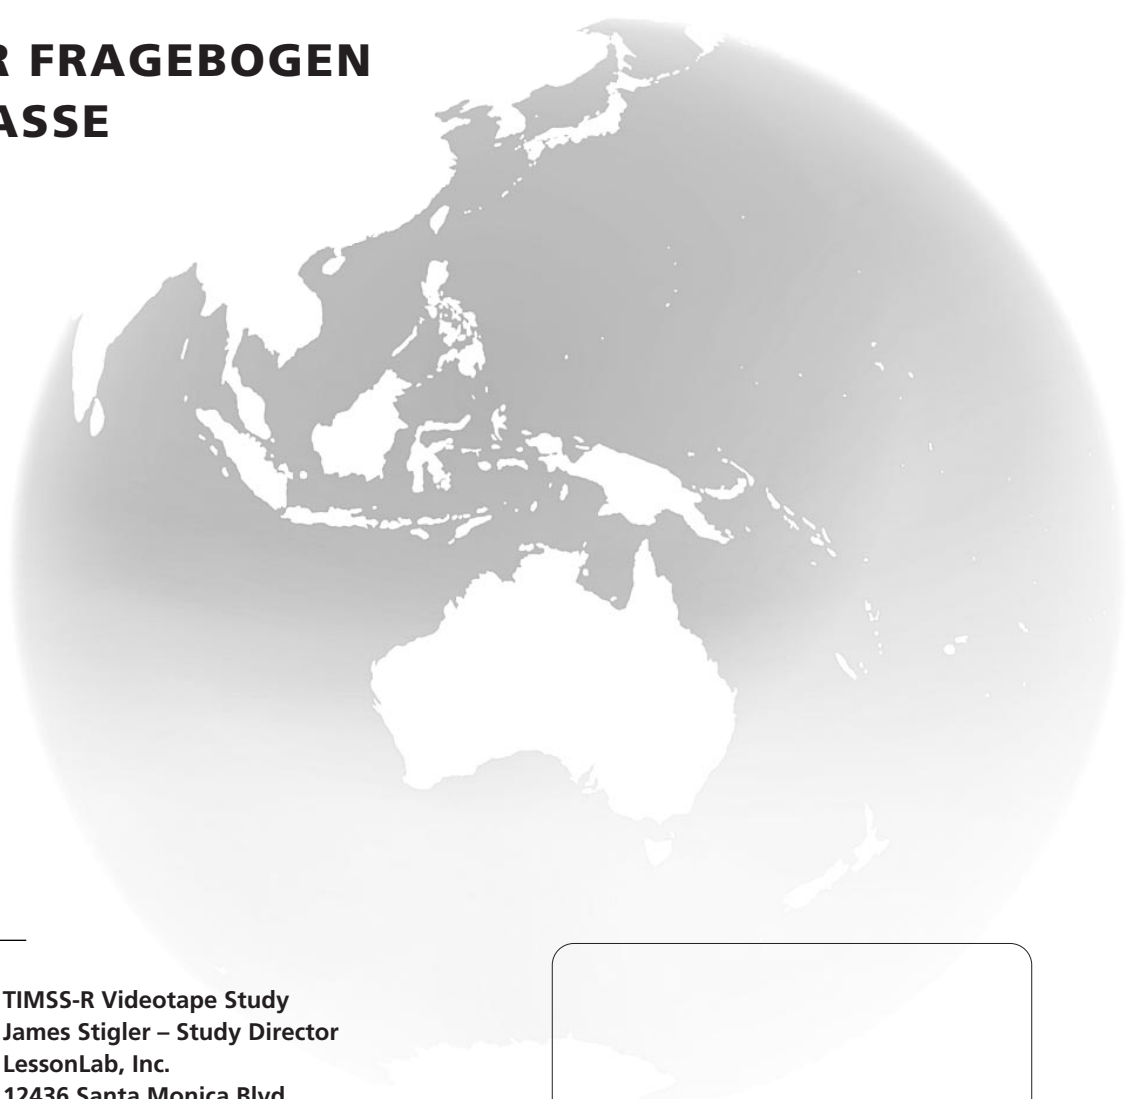 R FRAGEBOGEN
ASSE
TIMSS-R Videotape Study
James Stigler – Study Director
LessonLab, Inc.
12436 Santa Monica Blvd